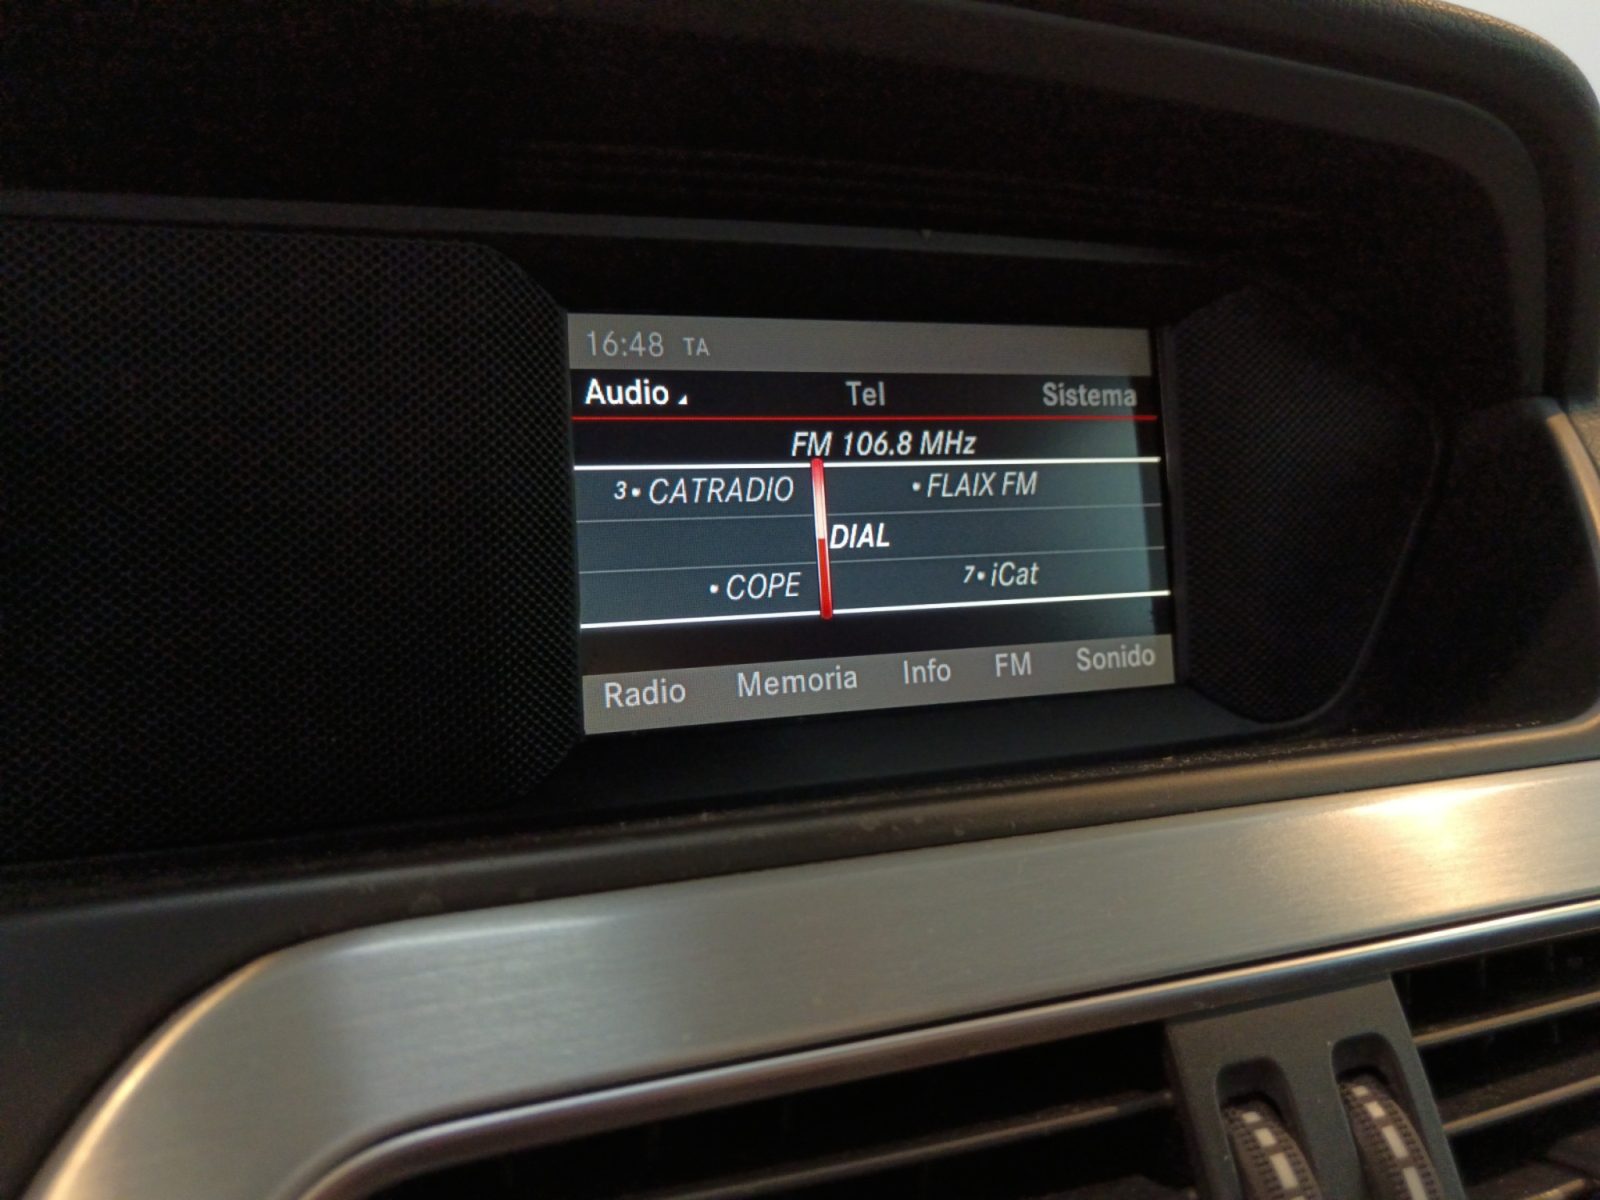 16:48 TA
Audio Tel Sistema
FM 106.8 MHz
3• CATRADIO • FLAIX FM
DIAL
• COPE 7• iCat
Radio Memoria Info FM Sonido